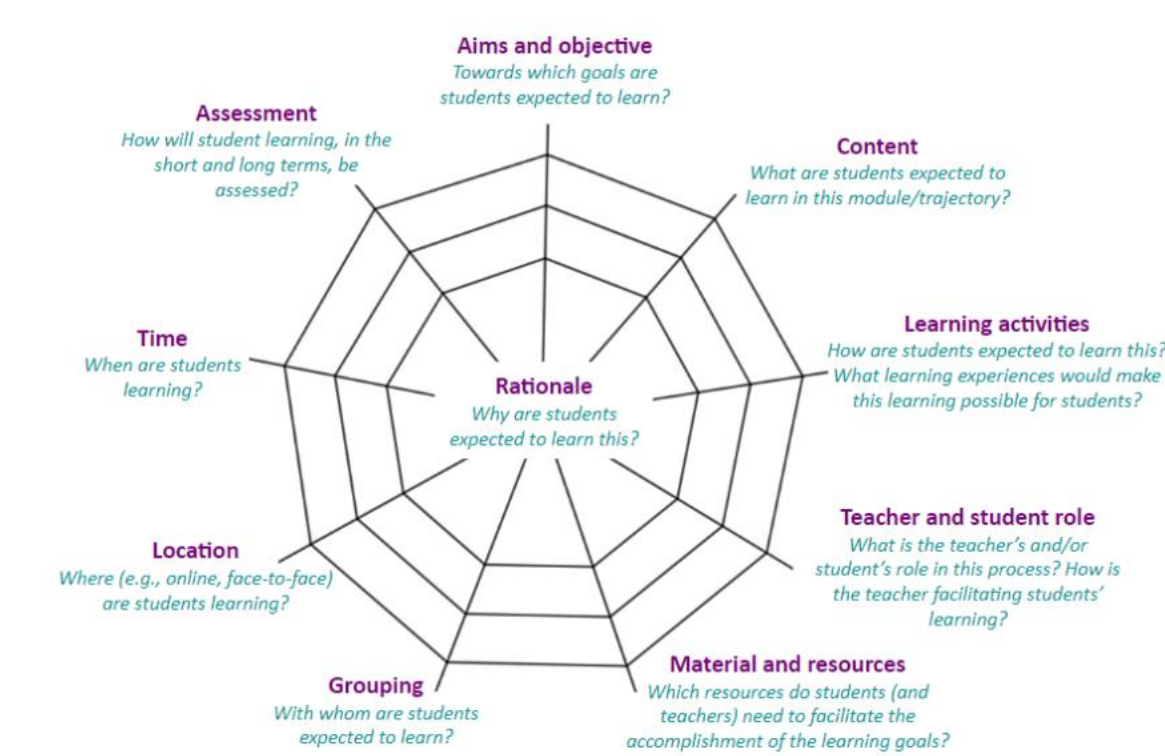 Aims and objective
Towards which goals are
students expected to learn?
Assessment
How will student learning, in the
short and long terms, be
assessed?
Content
What are students expected to
learn in this module/trajectory?
Learning activities
How are students expected to learn this?
What learning experiences would make
this learning possible for students?
Time
When are students
learning?
Rationale
Why are students
expected to learn this?
Teacher and student role
What is the teacher's and/or
student's role in this process? How is
the teacher facilitating students'
learning?
Location
Where (e.g., online, face-to-face)
are students learning?
Material and resources
Which resources do students (and
teachers) need to facilitate the
accomplishment of the learning goals?
Grouping
With whom are students
expected to learn?